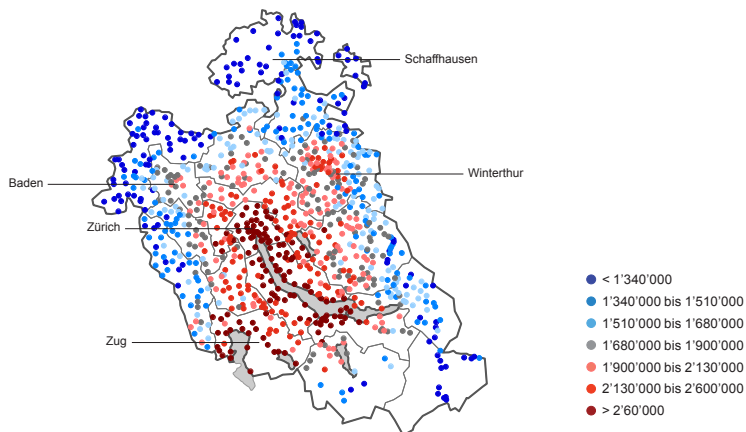 Schaffhausen
Baden
Winterthur
Zürich
Zug
< 1’340’000
1’340’000 bis 1’510’000
1’510’000 bis 1’680’000
1’680’000 bis 1’900’000
1’900’000 bis 2’130’000
2’130’000 bis 2’600’000
> 2’60’000